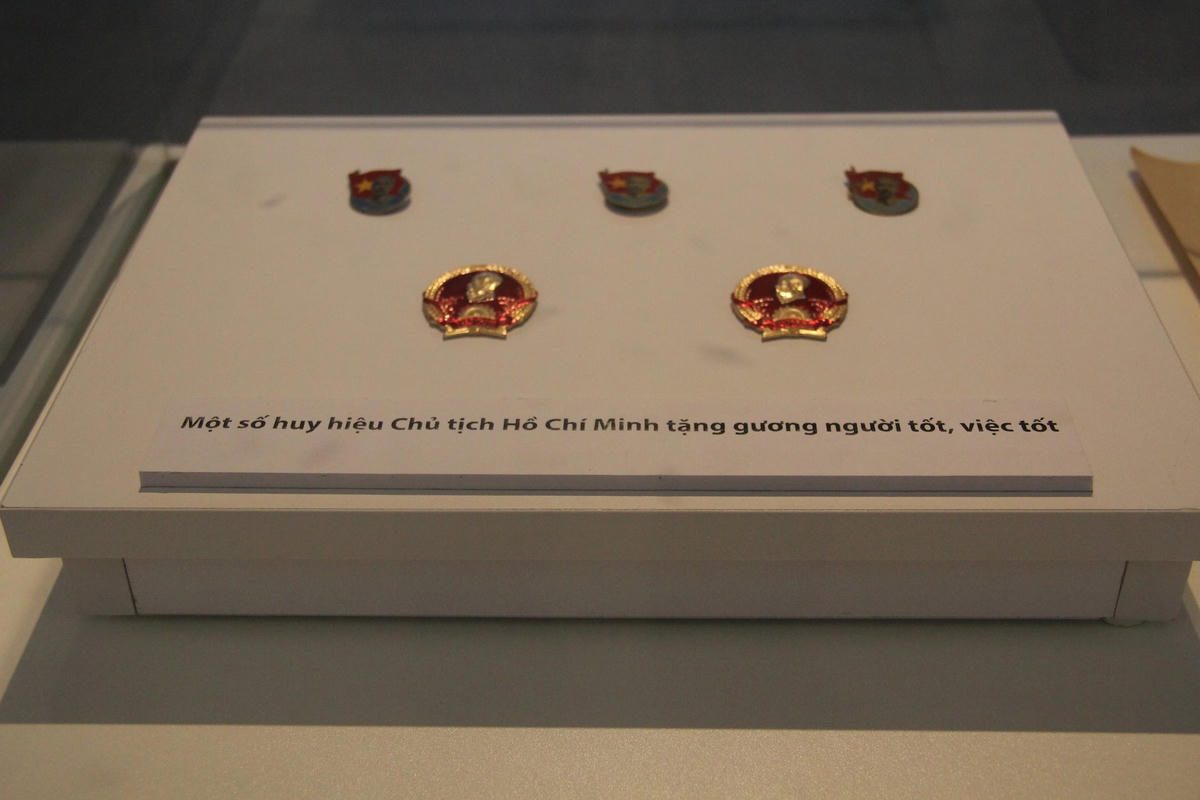 Một số huy hiệu Chủ tịch Hồ Chí Minh tặng gương người tốt, việc tốt